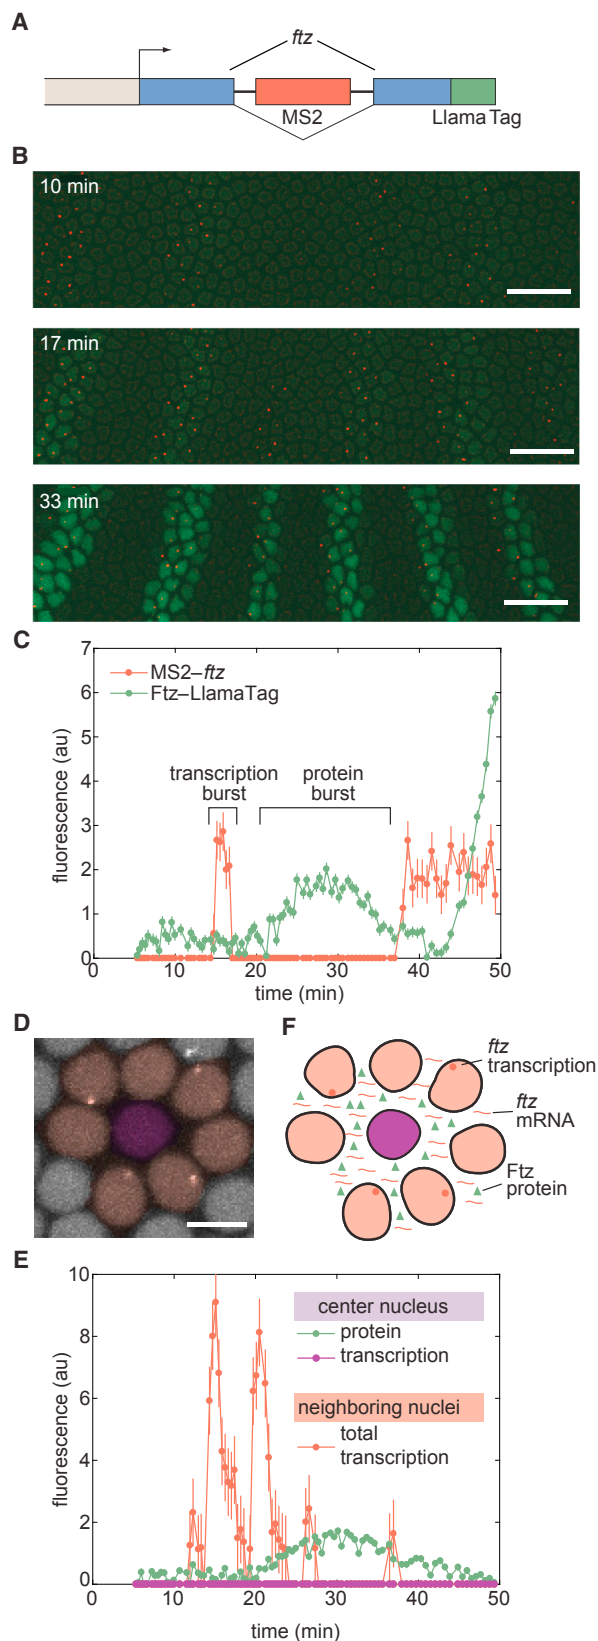 A
ftz
MS2
LlamaTag
B
10 min
17 min
33 min
C
7
6
5
4
3
2
1
0
fluorescence (au)
MS2–ftz
Ftz–LlamaTag
transcription
burst
protein
burst
0
10
20
30
40
50
time (min)
D
F
ftz
transcription
ftz
mRNA
Ftz
protein
E
10
8
6
4
2
0
fluorescence (au)
center nucleus
protein
transcription
neighboring nuclei
total
transcription
0
10
20
30
40
50
time (min)